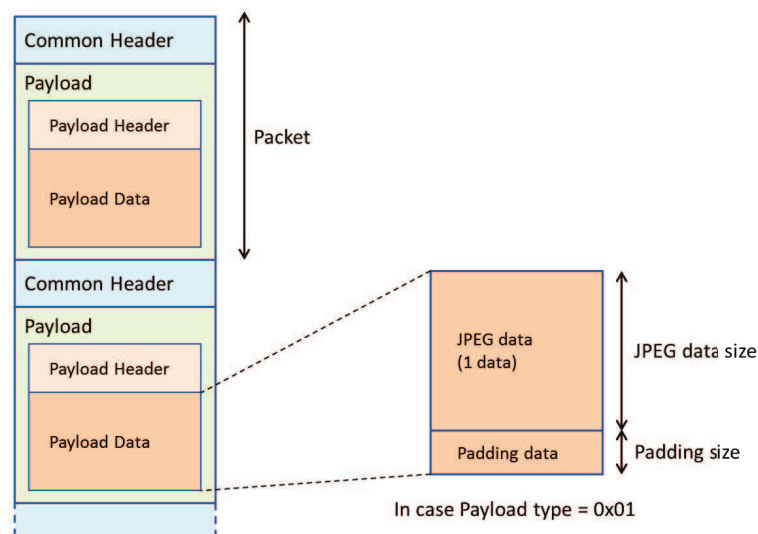 Common Header
Payload
Payload Header
Payload Data
Packet
Common Header
Payload
Payload Header
Payload Data
JPEG data
(1 data)
JPEG data size
Padding data
Padding size
In case Payload type = 0x01